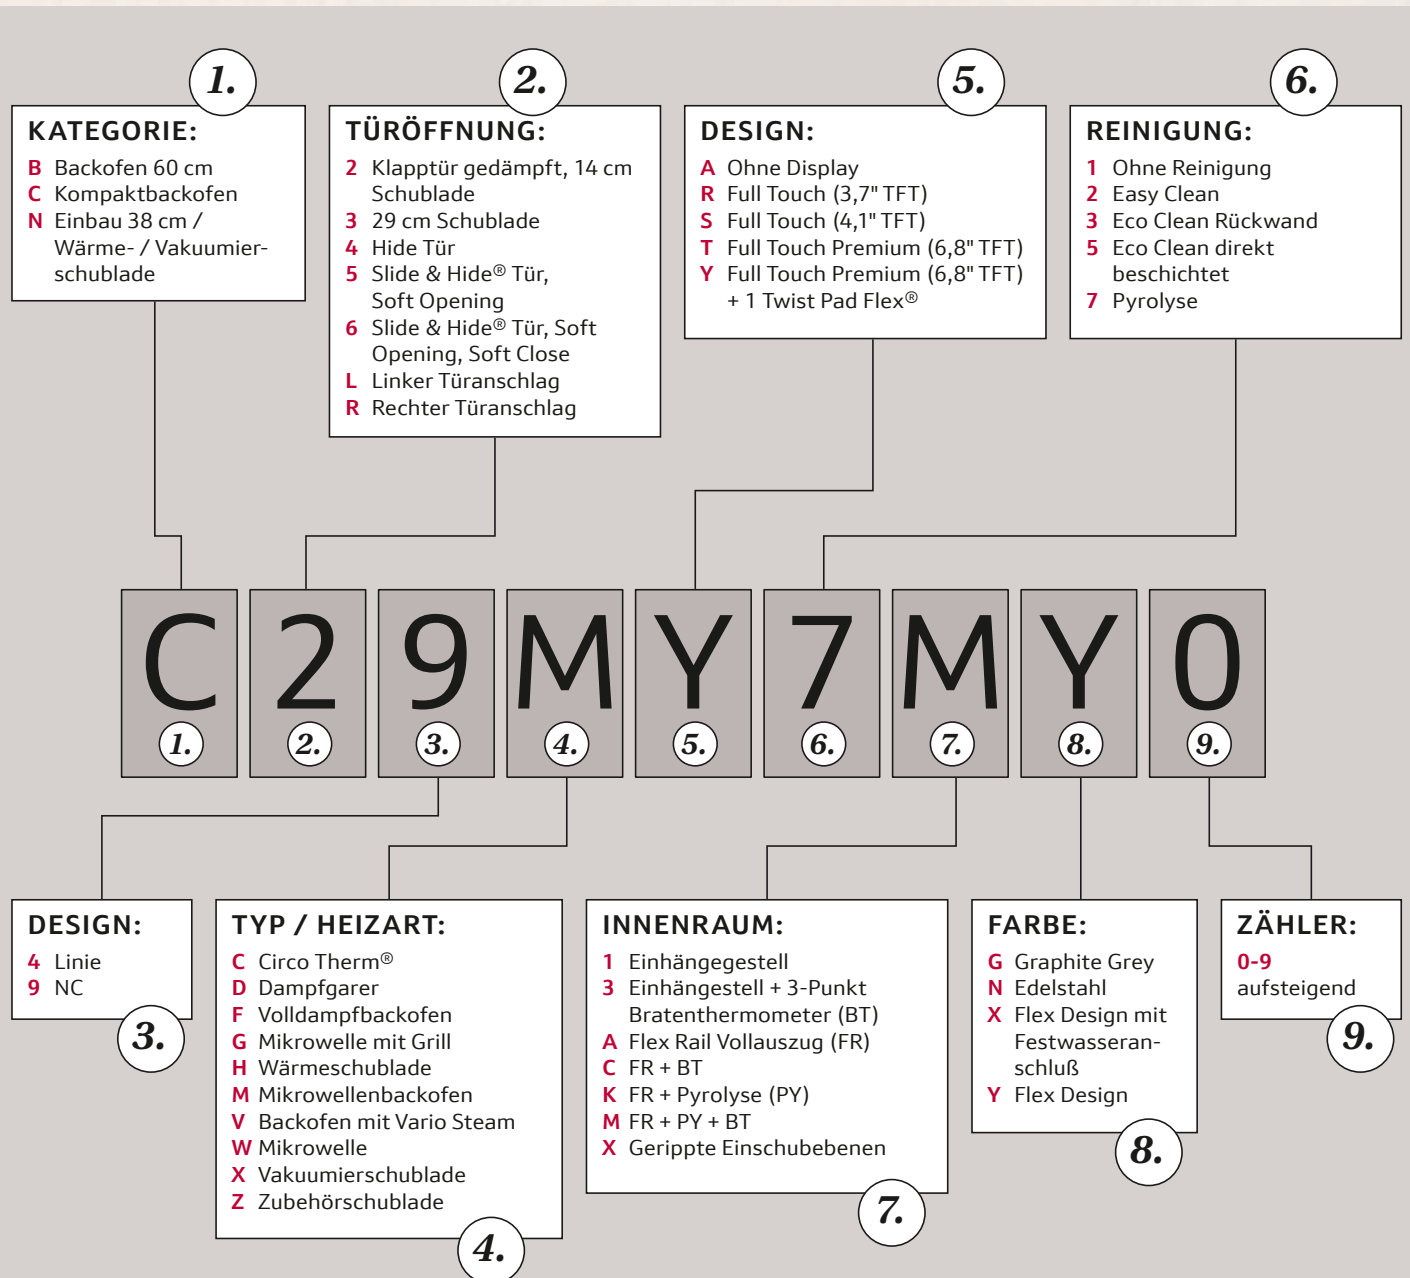 1.
KATEGORIE:
B Backofen 60 cm
C Kompaktbackofen
N Einbau 38 cm /
Wärme- / Vakuumier-
schublade
2.
TÜRÖFFNUNG:
2 Klapptür gedämpft, 14 cm
Schublade
3 29 cm Schublade
4 Hide Tür
5 Slide & Hide® Tür,
Soft Opening
6 Slide & Hide® Tür, Soft
Opening, Soft Close
L Linker Türanschlag
R Rechter Türanschlag
5.
DESIGN:
A Ohne Display
R Full Touch (3,7" TFT)
S Full Touch (4,1" TFT)
T Full Touch Premium (6,8" TFT)
Y Full Touch Premium (6,8" TFT)
+ 1 Twist Pad Flex®
6.
REINIGUNG:
1 Ohne Reinigung
2 Easy Clean
3 Eco Clean Rückwand
5 Eco Clean direkt
beschichtet
7 Pyrolyse
C 2 9 M Y 7 M Y 0
1. 2. 3. 4. 5. 6. 7. 8. 9.
DESIGN:
4 Linie
9 NC
3.
TYP / HEIZART:
C Circo Therm®
D Dampfgarer
F Volldampfbackofen
G Mikrowelle mit Grill
H Wärmeschublade
M Mikrowellenbackofen
V Backofen mit Vario Steam
W Mikrowelle
X Vakuumierschublade
Z Zubehörschublade
4.
INNENRAUM:
1 Einhängegestell
3 Einhängestell + 3-Punkt
Bratenthermometer (BT)
A Flex Rail Vollauszug (FR)
C FR + BT
K FR + Pyrolyse (PY)
M FR + PY + BT
X Gerippte Einschubebenen
7.
FARBE:
G Graphite Grey
N Edelstahl
X Flex Design mit
Festwasseran-
schluß
Y Flex Design
8.
ZÄHLER:
0-9
aufsteigend
9.